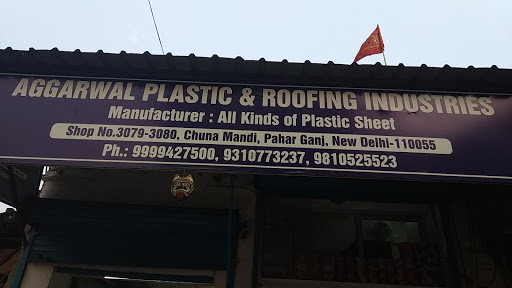 AGGARWAL PLASTIC & ROOFING INDUSTRIES
Manufacturer : All Kinds of Plastic Sheet
Shop No.3079-3080, Chuna Mandi, Pahar Ganj, New Delhi-110055
Ph.: 9999427500, 9310773237, 9810525523